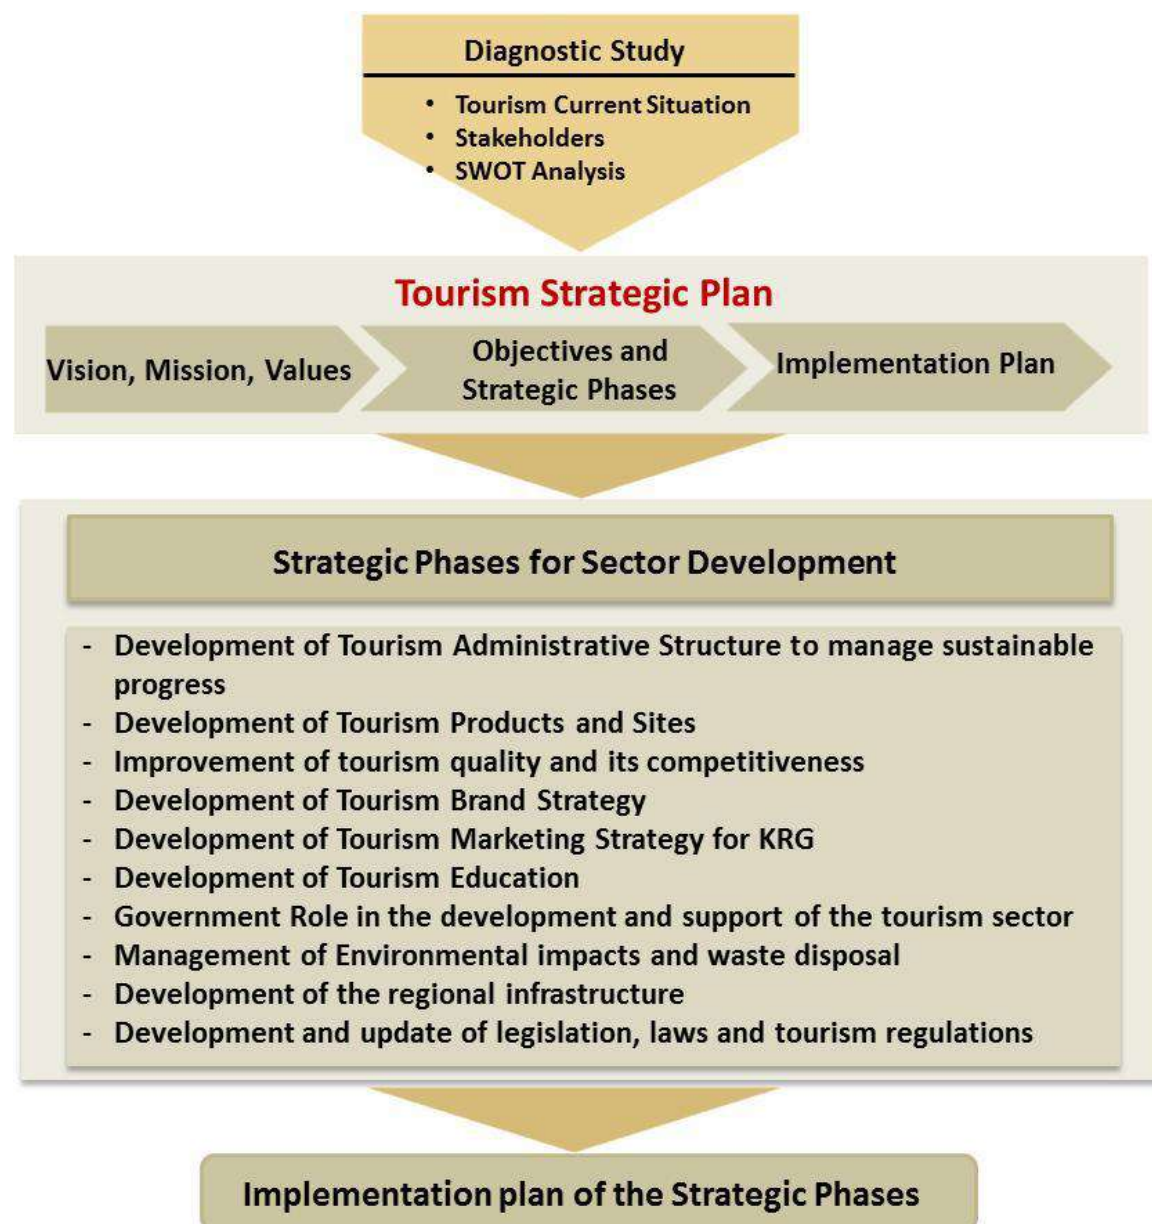 Diagnostic Study
• Tourism Current Situation
• Stakeholders
• SWOT Analysis
Tourism Strategic Plan
Vision, Mission, Values
Objectives and
Strategic Phases
Implementation Plan
Strategic Phases for Sector Development
- Development of Tourism Administrative Structure to manage sustainable
progress
- Development of Tourism Products and Sites
- Improvement of tourism quality and its competitiveness
- Development of Tourism Brand Strategy
- Development of Tourism Marketing Strategy for KRG
- Development of Tourism Education
- Government Role in the development and support of the tourism sector
- Management of Environmental impacts and waste disposal
- Development of the regional infrastructure
- Development and update of legislation, laws and tourism regulations
Implementation plan of the Strategic Phases